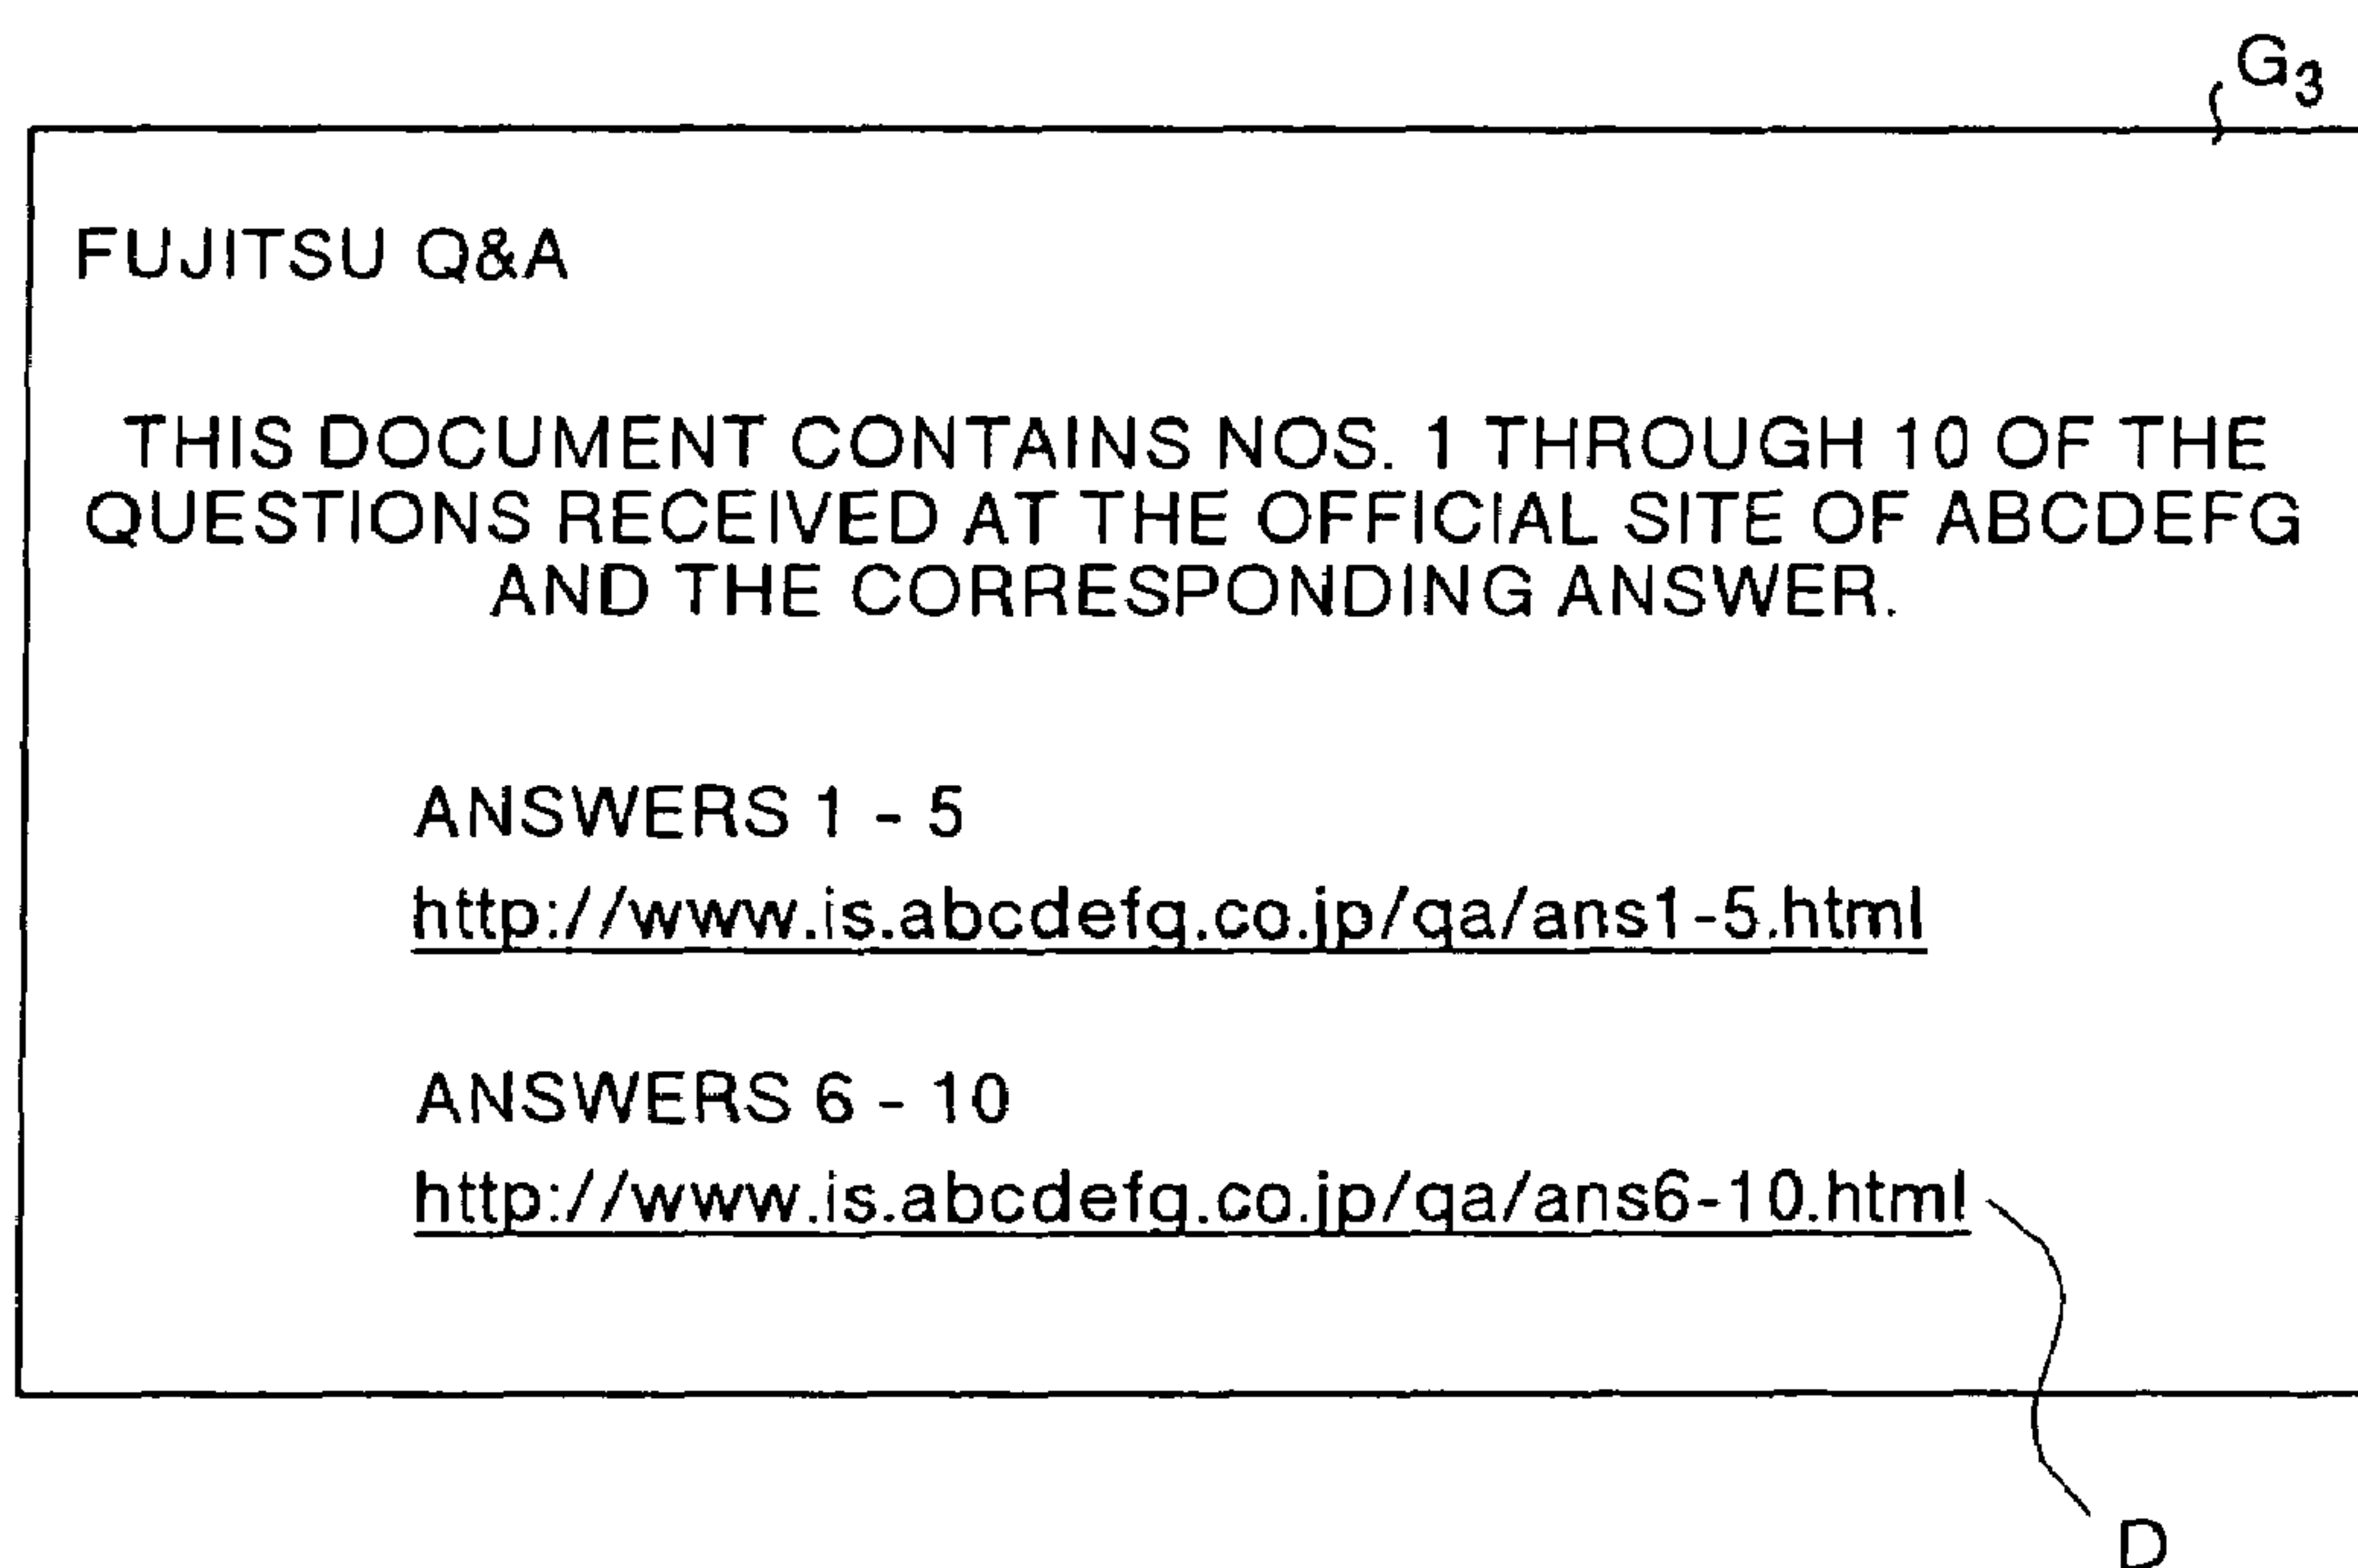 G3
FUJITSU Q&A
THIS DOCUMENT CONTAINS NOS. 1 THROUGH 10 OF THE
QUESTIONS RECEIVED AT THE OFFICIAL SITE OF ABCDEFG
AND THE CORRESPONDING ANSWER.
ANSWERS 1 - 5
http://www.is.abcdefg.co.jp/qa/ans1-5.html
ANSWERS 6 - 10
http://www.is.abcdefg.co.jp/qa/ans6-10.html
D